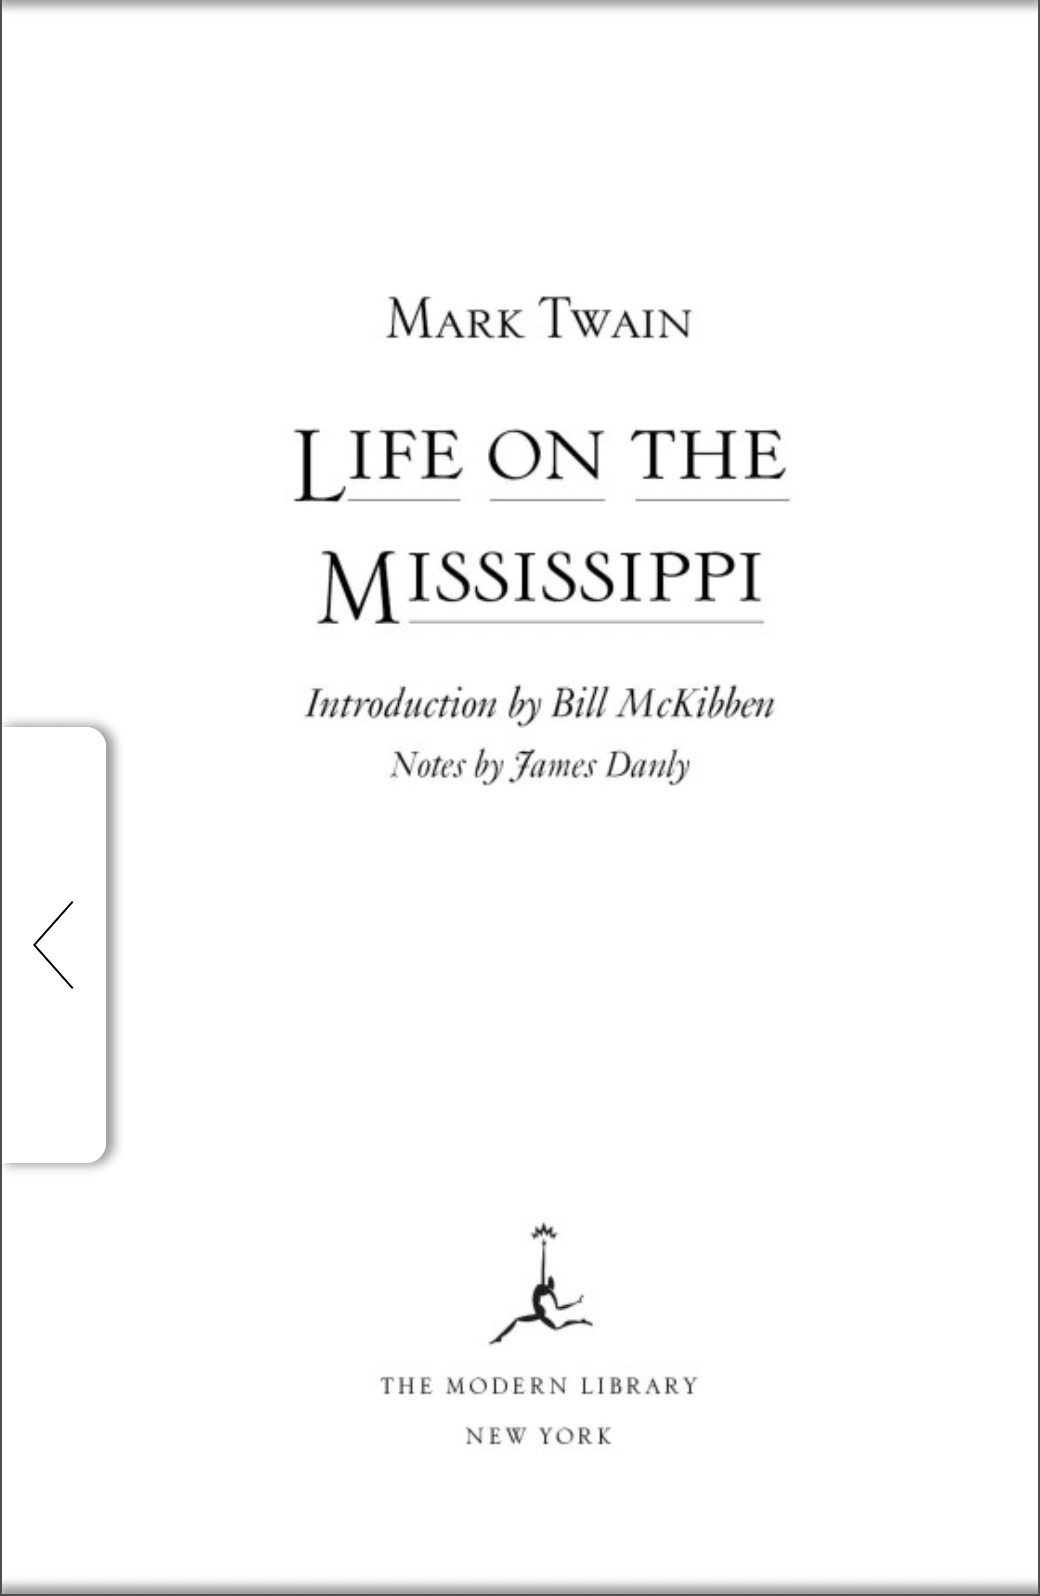 Mark Twain
Life on the
Mississippi
Introduction by Bill McKibben
Notes by James Danly
THE MODERN LIBRARY
NEW YORK